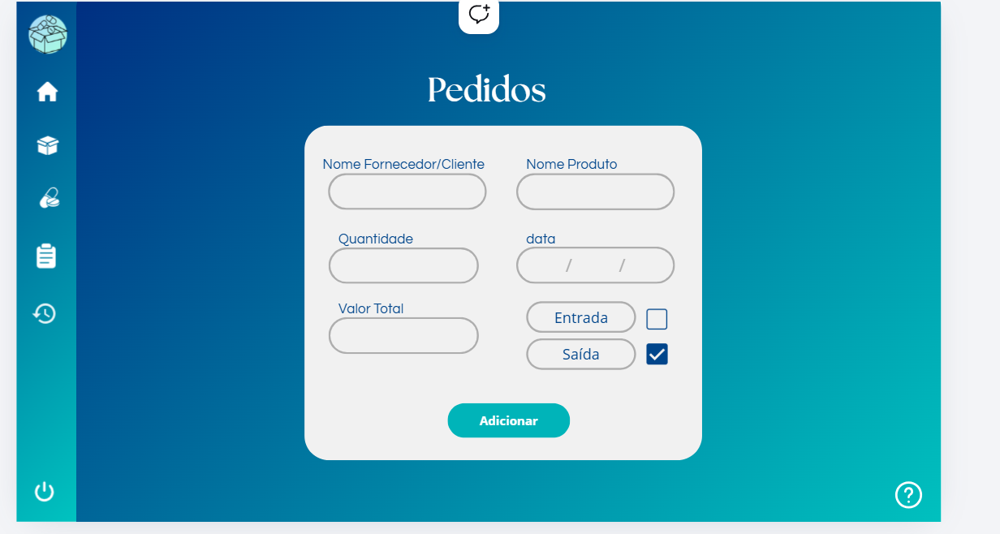 Pedidos
Nome Fornecedor/Cliente
Nome Produto
Quantidade
data
/ /
Valor Total
Entrada
Saída
Adicionar
?